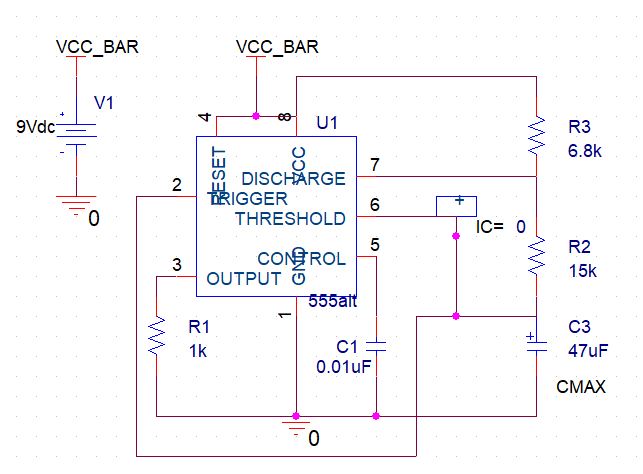 VCC_BAR
VCC_BAR
V1
9Vdc
+
-
0
4
8
U1
RESET
VCC
R3
6.8k
7
DISCHARGE
2
TRIGGER
6
THRESHOLD
+
IC= 0
5
CONTROL
R2
15k
3
OUTPUT
GND
555alt
1
R1
1k
C1
0.01uF
+
C3
47uF
CMAX
0